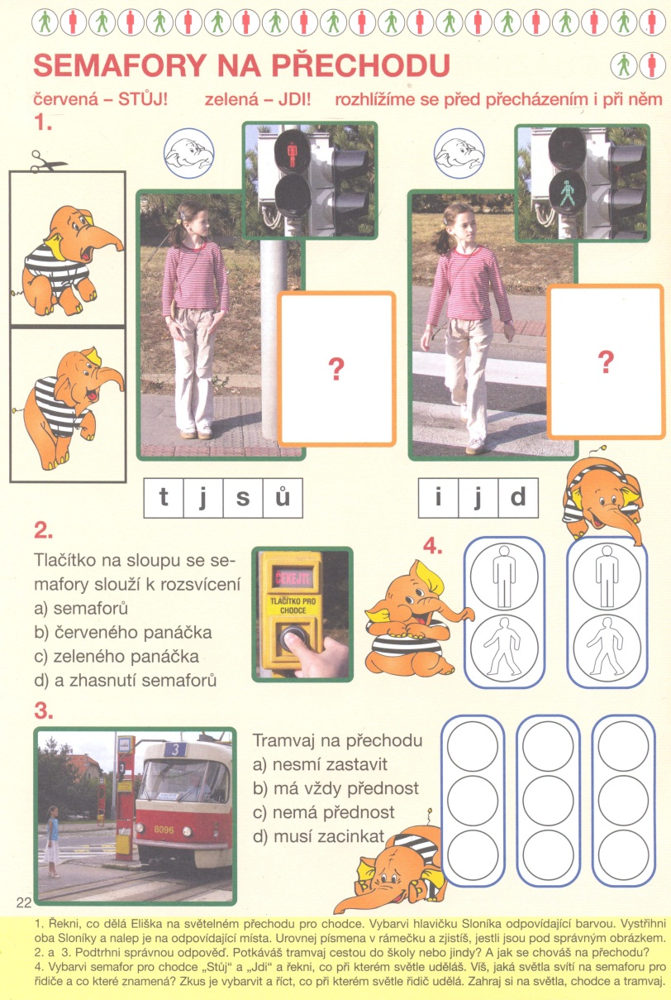 SEMAFORY NA PŘECHODU
červená – STŮJ! zelená – JDI! rozhlížíme se před přecházením i při něm
1.
?
?
t j s ů
i j d
2.
Tlačítko na sloupu se se-
mafory slouží k rozsvícení
a) semaforů
b) červeného panáčka
c) zeleného panáčka
d) a zhasnutí semaforů
ČEKEJTE
TLAČÍTKO PRO
CHODCE
4.
3.
3
3
8096
Tramvaj na přechodu
a) nesmí zastavit
b) má vždy přednost
c) nemá přednost
d) musí zacinkat
22
1. Řekni, co dělá Eliška na světelném přechodu pro chodce. Vybarvi hlavičku Sloníka odpovídající barvou. Vystřihni
oba Sloníky a nalep je na odpovídající místa. Urovnej písmena v rámečku a zjistíš, jestli jsou pod správným obrázkem.
2. a 3. Podtrhni správnou odpověď. Potkáváš tramvaj cestou do školy nebo jindy? A jak se chováš na přechodu?
4. Vybarvi semafor pro chodce „Stůj" a „Jdi" a řekni, co při kterém světle uděláš. Víš, jaká světla svítí na semaforu pro
řidiče a co které znamená? Zkus je vybarvit a říct, co při kterém světle řidič udělá. Zahraj si na světla, chodce a tramvaj.